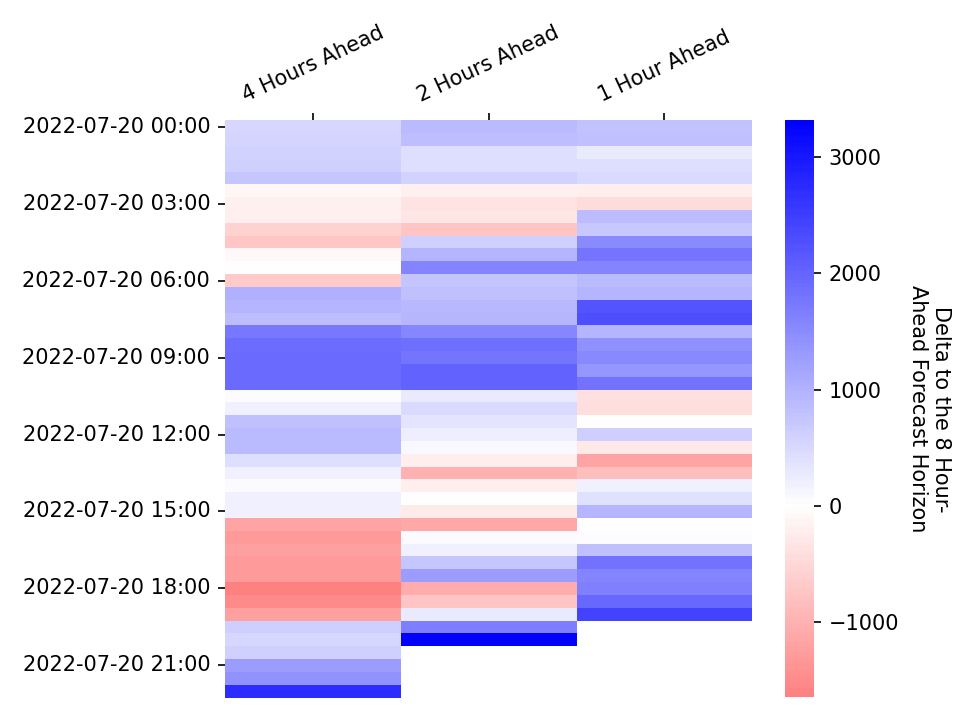 4 Hours Ahead
2 Hours Ahead
1 Hour Ahead
2022-07-20 00:00
2022-07-20 03:00
2022-07-20 06:00
2022-07-20 09:00
2022-07-20 12:00
2022-07-20 15:00
2022-07-20 18:00
2022-07-20 21:00
3000
2000
1000
0
−1000
Delta to the 8 Hour-
Ahead Forecast Horizon